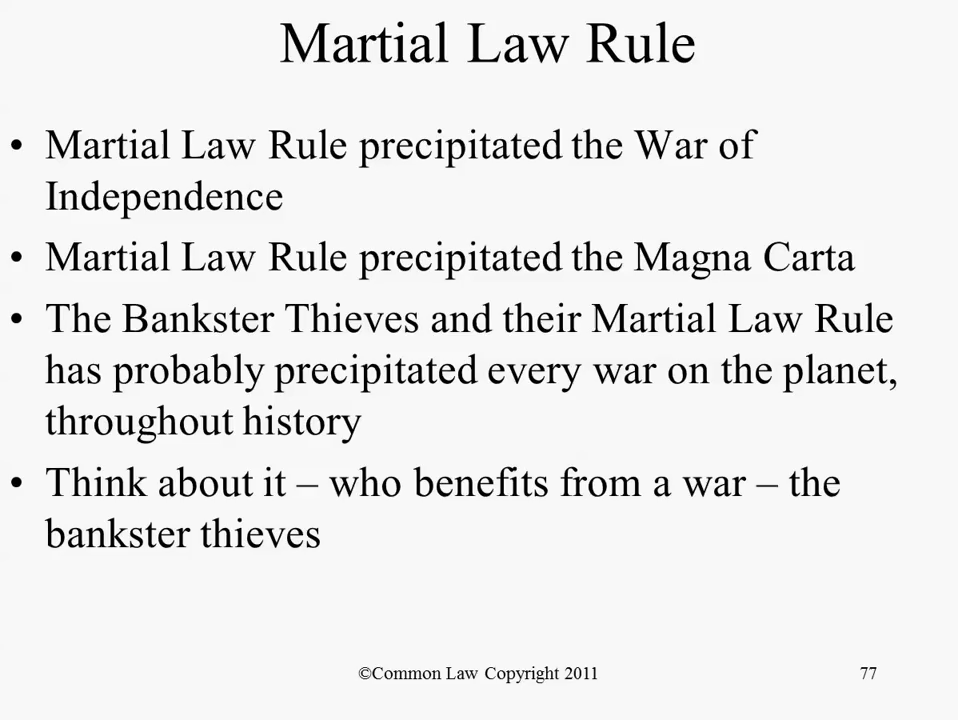 Martial Law Rule
• Martial Law Rule precipitated the War of
Independence
• Martial Law Rule precipitated the Magna Carta
• The Bankster Thieves and their Martial Law Rule
has probably precipitated every war on the planet,
throughout history
• Think about it – who benefits from a war – the
bankster thieves
©Common Law Copyright 2011
77